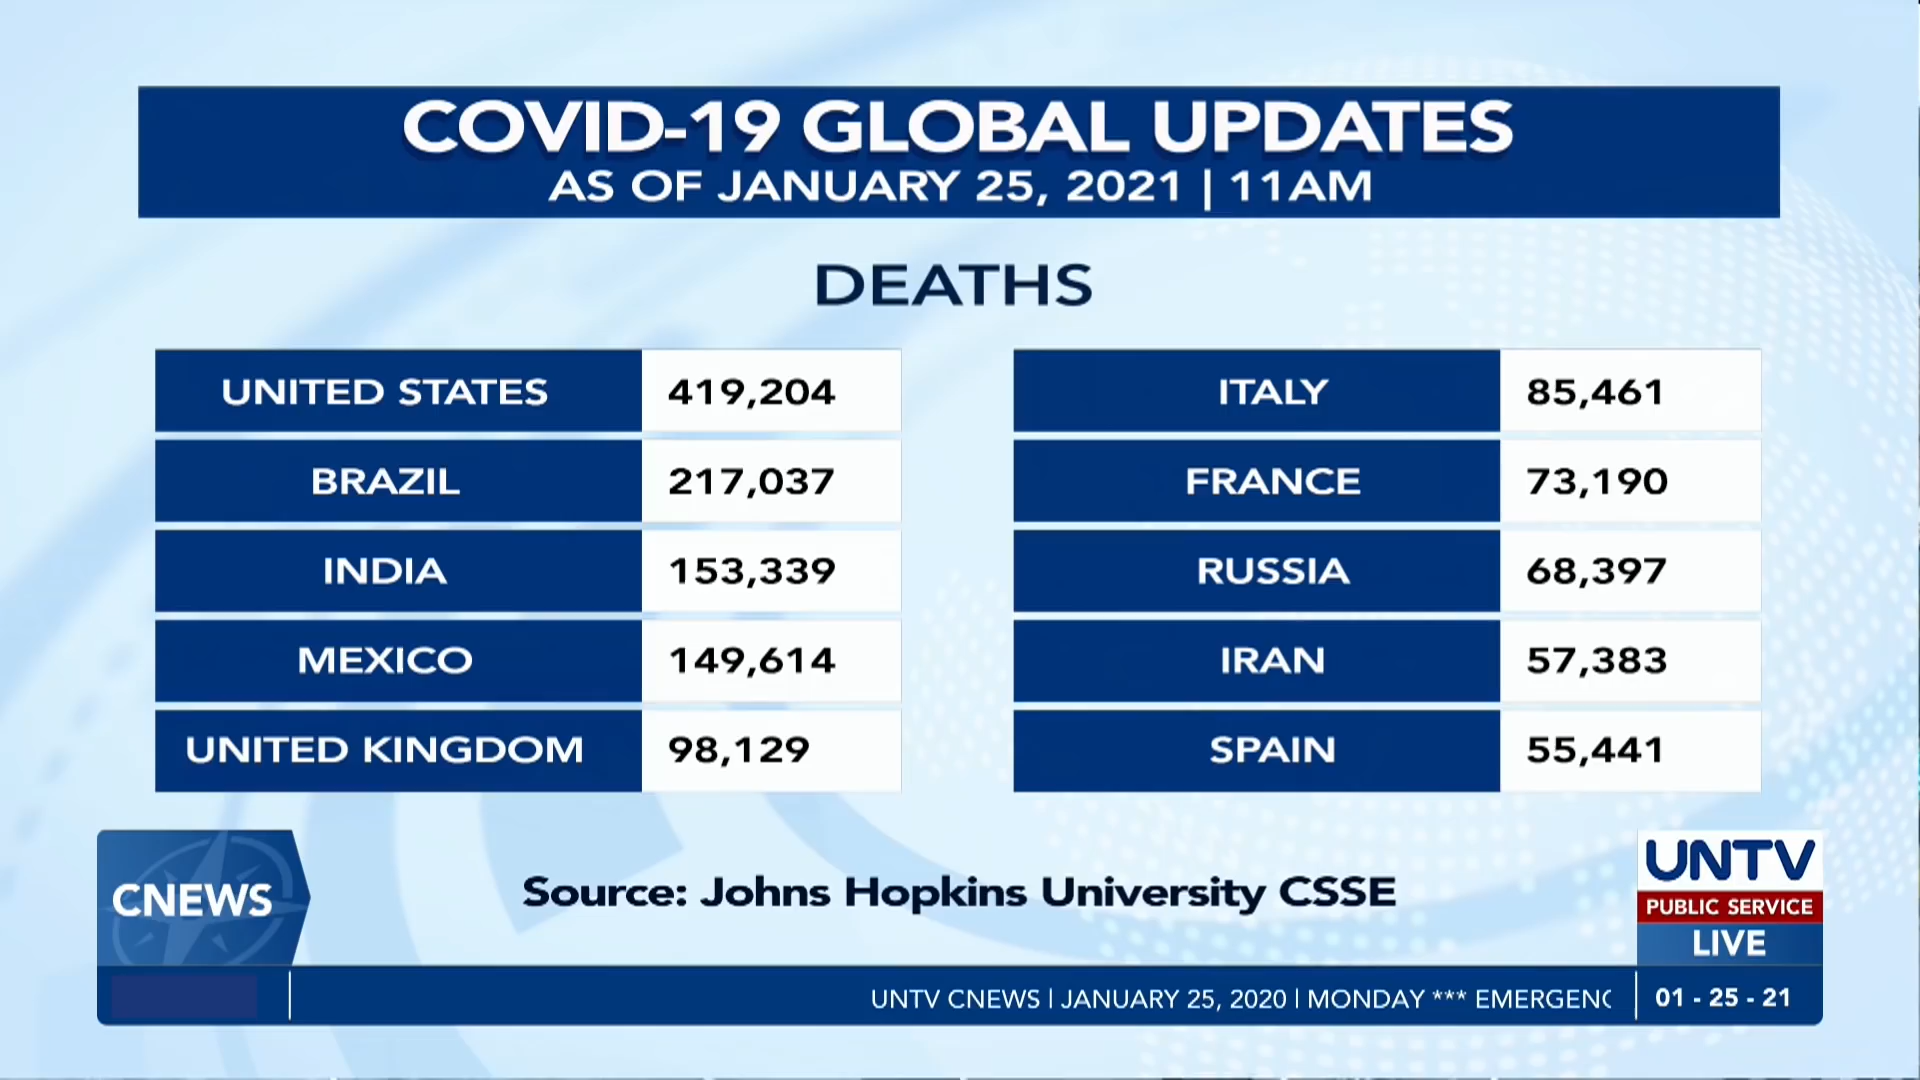 COVID-19 GLOBAL UPDATES
AS OF JANUARY 25, 2021 | 11AM
DEATHS
UNITED STATES 419,204
BRAZIL 217,037
INDIA 153,339
MEXICO 149,614
UNITED KINGDOM 98,129
ITALY 85,461
FRANCE 73,190
RUSSIA 68,397
IRAN 57,383
SPAIN 55,441
CNEWS
Source: Johns Hopkins University CSSE
UNTV
PUBLIC SERVICE
LIVE
UNTV CNEWS | JANUARY 25, 2020 | MONDAY *** EMERGENC
01 - 25 - 21